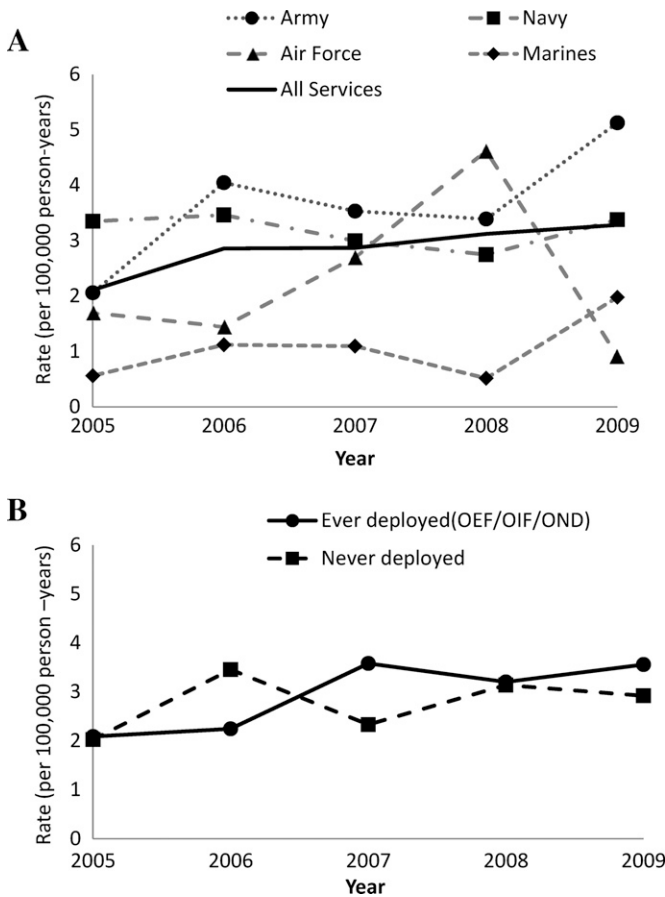 A
Army
Navy
Air Force
Marines
All Services
Rate (per 100,000 person-years)
6
5
4
3
2
1
0
2005 2006 2007 2008 2009
Year
B
Ever deployed(OEF/OIF/OND)
Never deployed
Rate (per 100,000 person –years)
6
5
4
3
2
1
0
2005 2006 2007 2008 2009
Year